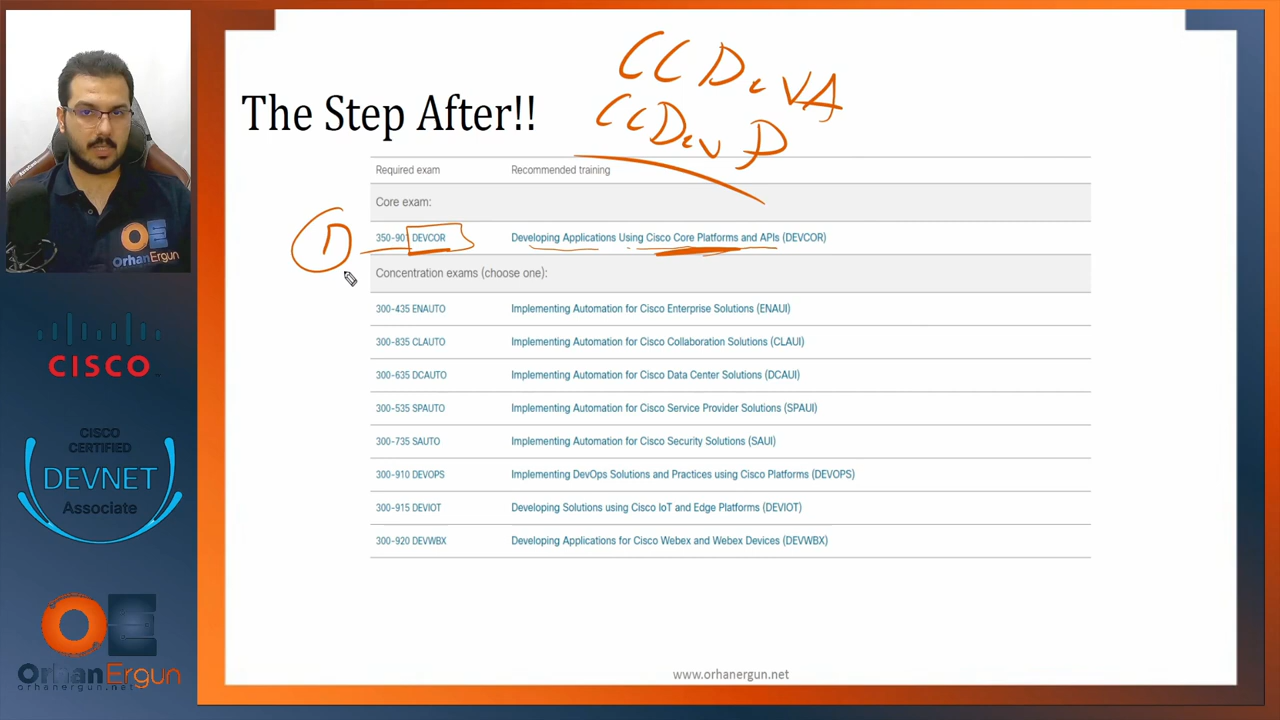 CCDevA
The Step After!!
CCDevP
Required exam Recommended training
Core exam:
1
350-901 DEVCOR Developing Applications Using Cisco Core Platforms and APIs (DEVCOR)
Concentration exams (choose one):
300-435 ENAUTO Implementing Automation for Cisco Enterprise Solutions (ENAUI)
300-835 CLAUTO Implementing Automation for Cisco Collaboration Solutions (CLAUI)
300-635 DCAUTO Implementing Automation for Cisco Data Center Solutions (DCAUI)
300-535 SPAUTO Implementing Automation for Cisco Service Provider Solutions (SPAUI)
300-735 SAUTO Implementing Automation for Cisco Security Solutions (SAUI)
300-910 DEVOPS Implementing DevOps Solutions and Practices using Cisco Platforms (DEVOPS)
300-915 DEVIOT Developing Solutions using Cisco IoT and Edge Platforms (DEVIOT)
300-920 DEVWBX Developing Applications for Cisco Webex and Webex Devices (DEVWBX)
www.orhanergun.net
OE
OrhanErgun
CISCO
CISCO
CERTIFIED
DEVNET
Associate
OE
OrhanErgun
orhanergun.net